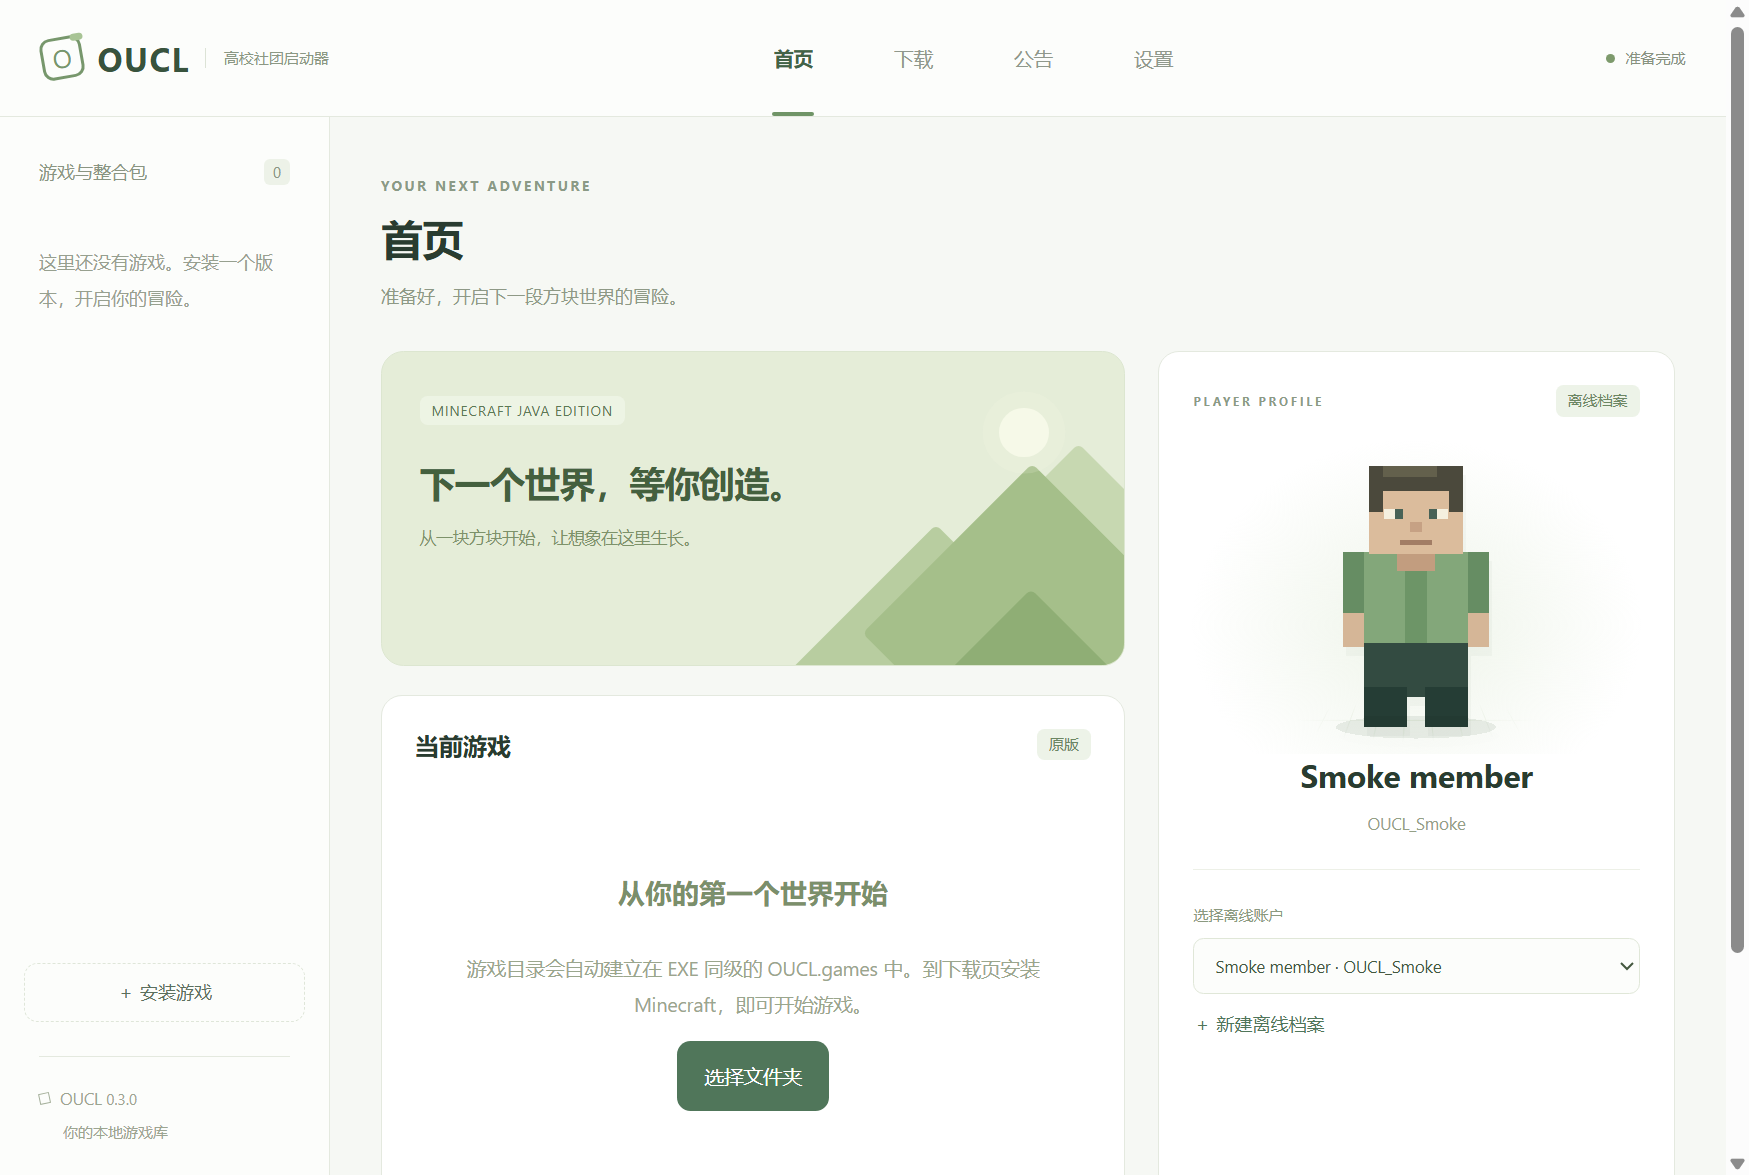 OUCL
高校社团启动器
首页
下载
公告
设置
准备完成
游戏与整合包
0
这里还没有游戏。安装一个版
本，开启你的冒险。
+ 安装游戏
OUCL 0.3.0
你的本地游戏库
YOUR NEXT ADVENTURE
首页
准备好，开启下一段方块世界的冒险。
MINECRAFT JAVA EDITION
下一个世界，等你创造。
从一块方块开始，让想象在这里生长。
当前游戏
原版
从你的第一个世界开始
游戏目录会自动建立在 EXE 同级的 OUCL.games 中。到下载页安装
Minecraft，即可开始游戏。
选择文件夹
PLAYER PROFILE
离线档案
Smoke member
OUCL_Smoke
选择离线账户
Smoke member · OUCL_Smoke
+ 新建离线档案